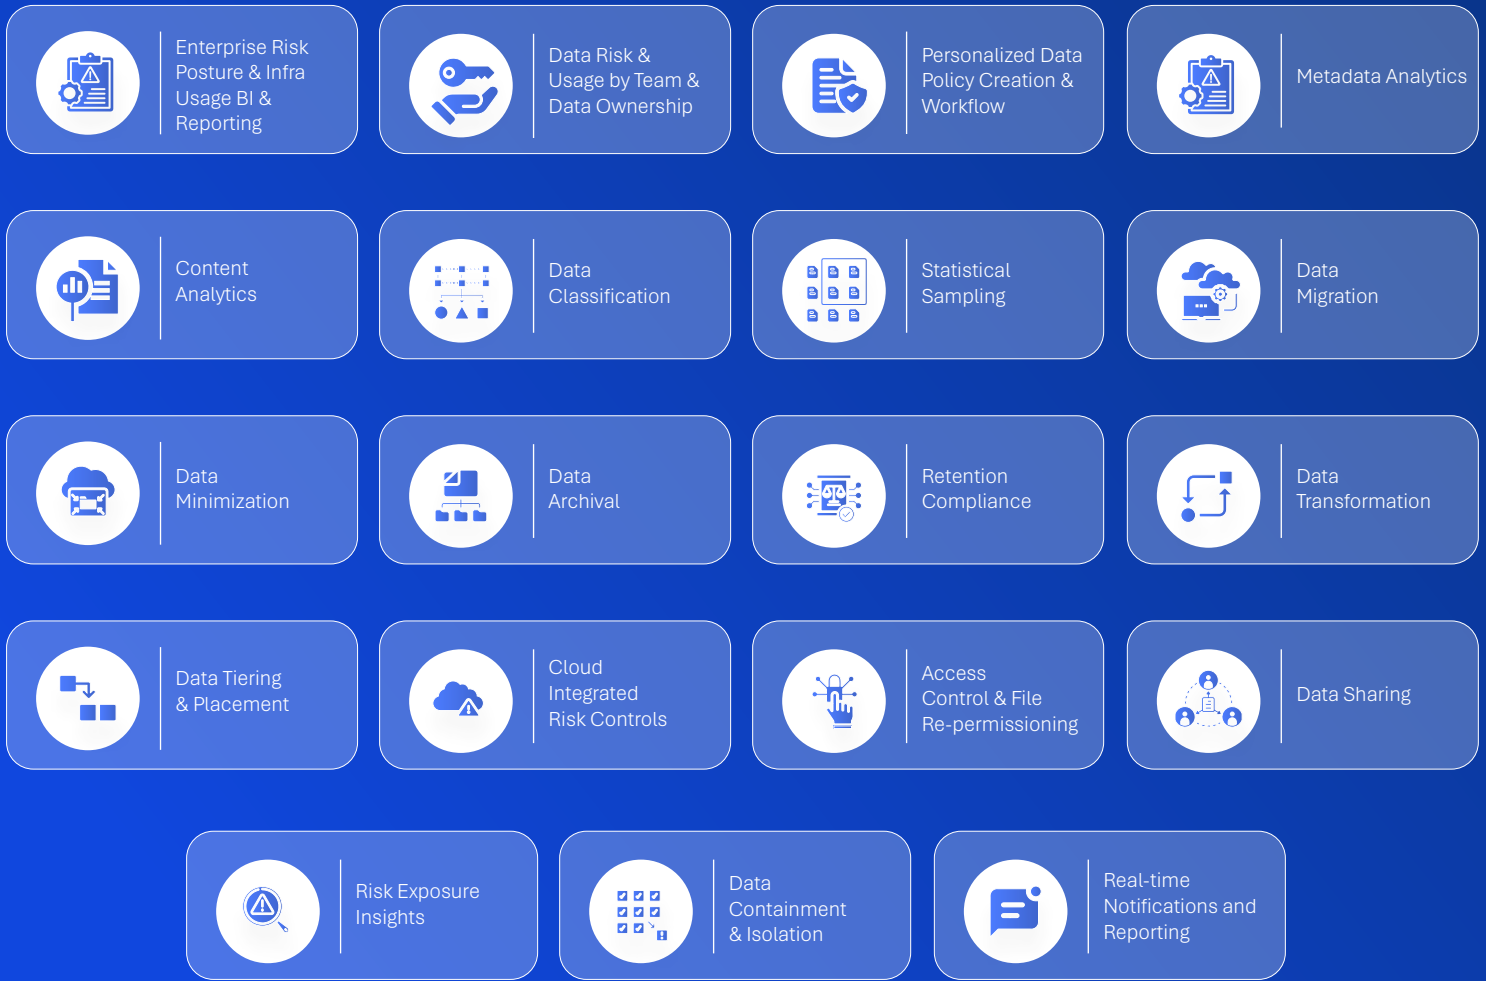 Enterprise Risk
Posture & Infra
Usage BI &
Reporting
Data Risk &
Usage by Team &
Data Ownership
Personalized Data
Policy Creation &
Workflow
Metadata Analytics
Content
Analytics
Data
Classification
Statistical
Sampling
Data
Migration
Data
Minimization
Data
Archival
Retention
Compliance
Data
Transformation
Data Tiering
& Placement
Cloud
Integrated
Risk Controls
Access
Control & File
Re-permissioning
Data Sharing
Risk Exposure
Insights
Data
Containment
& Isolation
Real-time
Notifications and
Reporting